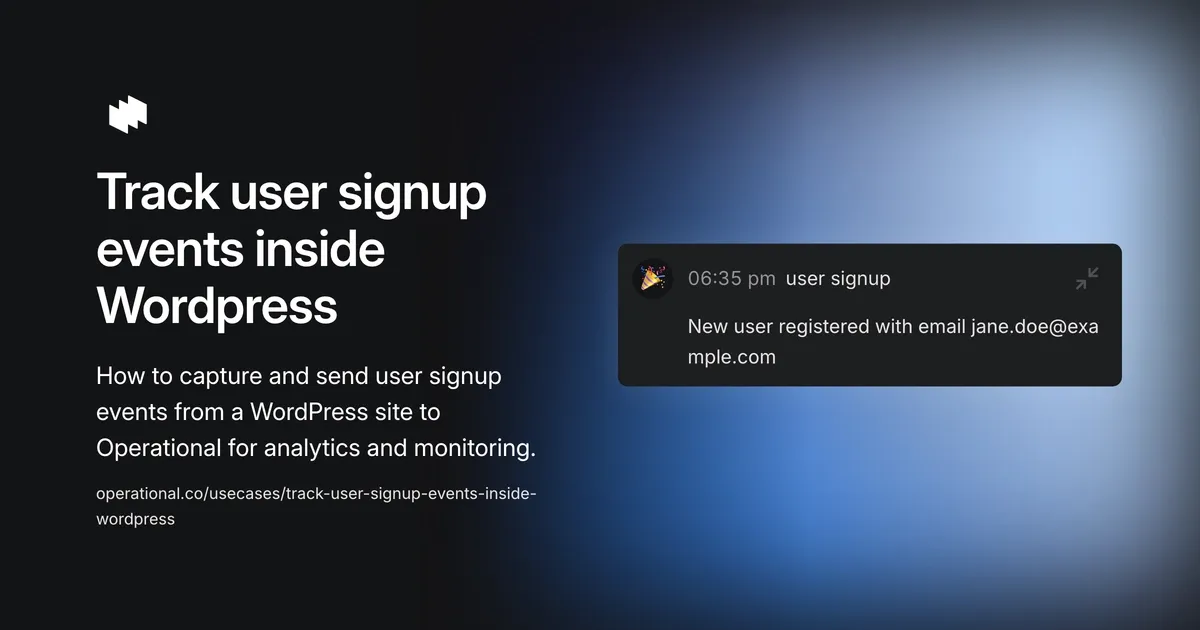 Track user signup
events inside
Wordpress
How to capture and send user signup
events from a WordPress site to
Operational for analytics and monitoring.
operational.co/usecases/track-user-signup-events-inside-
wordpress
06:35 pm user signup
New user registered with email jane.doe@exa
mple.com